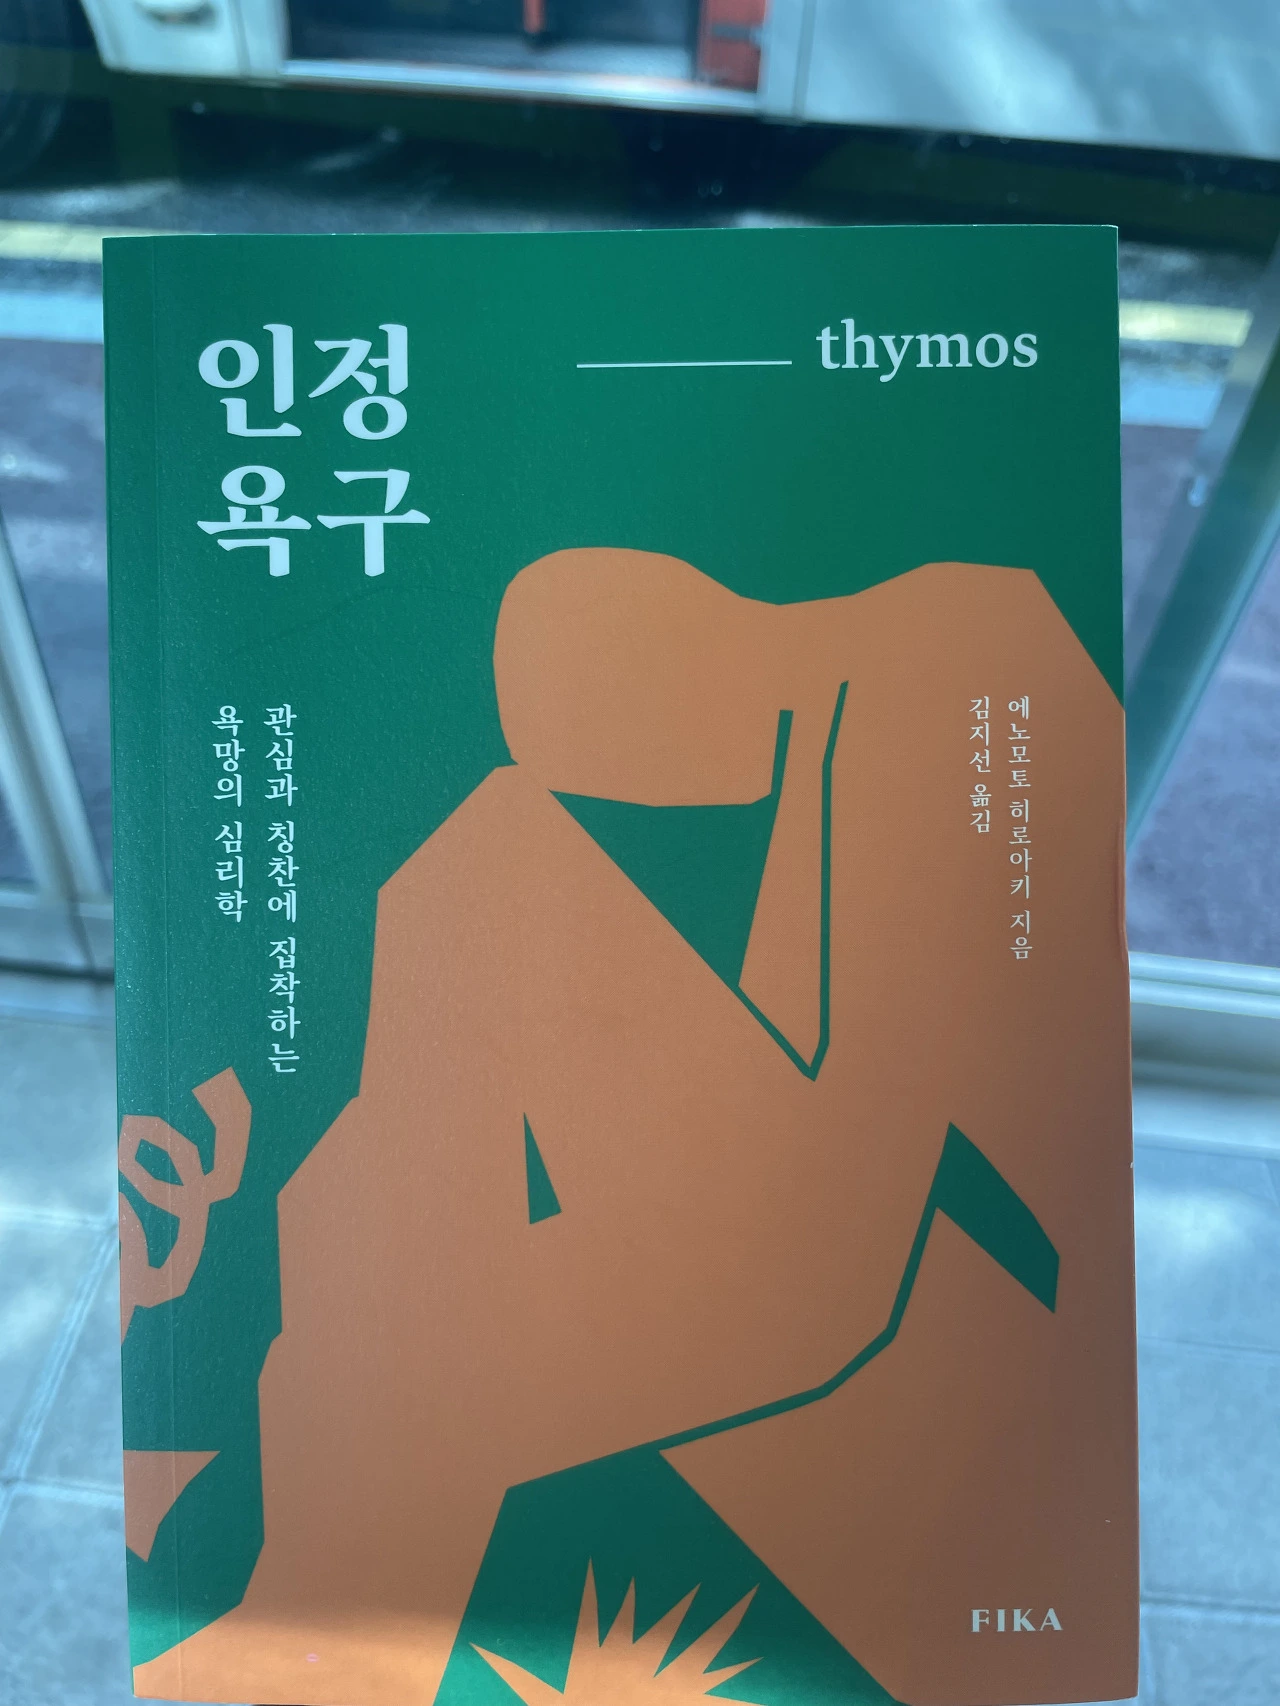 인정
욕구
thymos
관심과 칭찬에 집착하는
욕망의 심리학
에노모토 히로아키 지음
김지선 옮김
FIKA